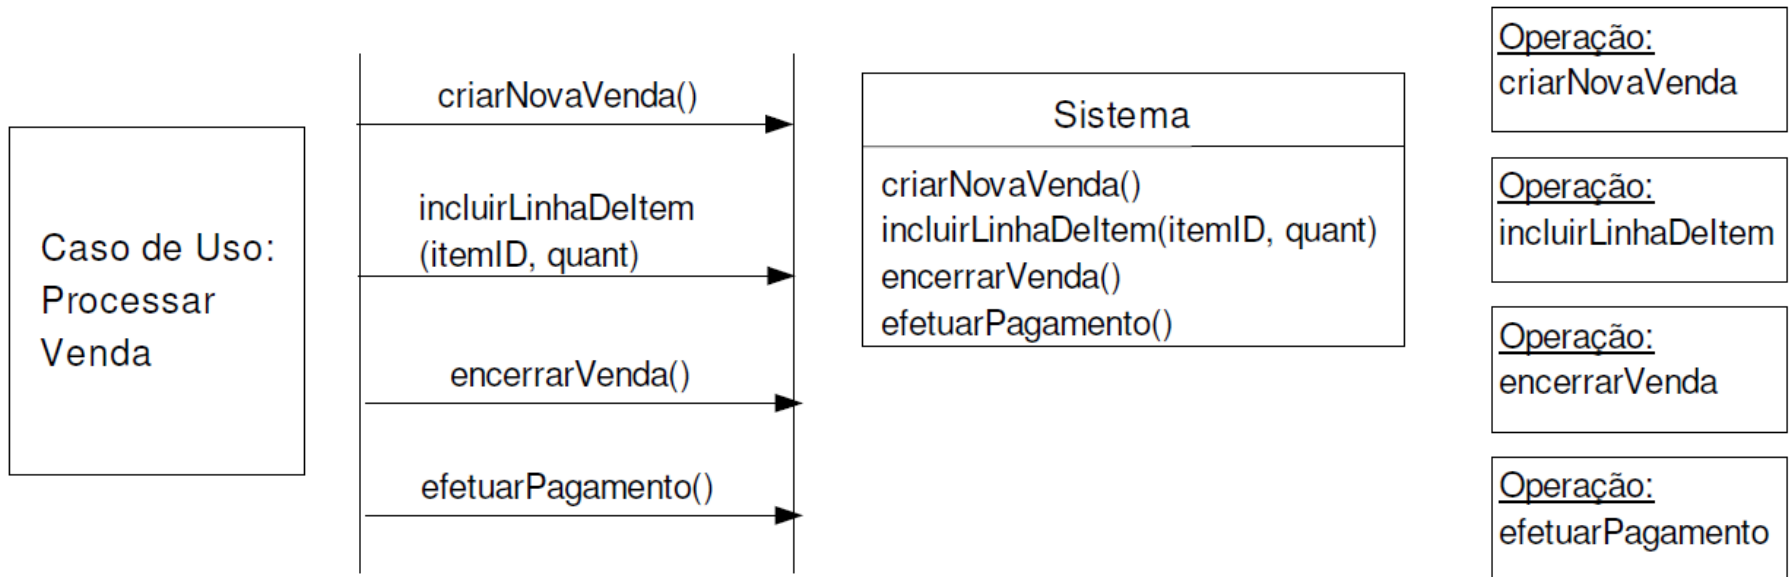 Caso de Uso:
Processar
Venda
criarNovaVenda()
incluirLinhaDeItem
(itemID, quant)
encerrarVenda()
efetuarPagamento()
Sistema
criarNovaVenda()
incluirLinhaDeItem(itemID, quant)
encerrarVenda()
efetuarPagamento()
Operação:
criarNovaVenda
Operação:
incluirLinhaDeItem
Operação:
encerrarVenda
Operação:
efetuarPagamento